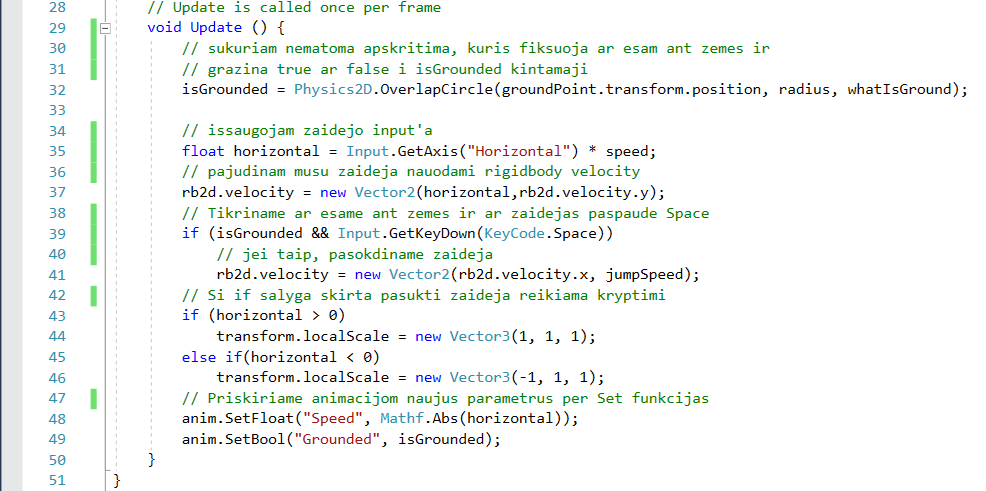 28 // Update is called once per frame
29 void Update () {
30 // sukuriam nematoma apskritima, kuris fiksuoja ar esam ant zemes ir
31 // grazina true ar false i isGrounded kintamaji
32 isGrounded = Physics2D.OverlapCircle(groundPoint.transform.position, radius, whatIsGround);
33
34 // issaugojam zaidejo input'a
35 float horizontal = Input.GetAxis("Horizontal") * speed;
36 // pajudinam musu zaideja nauodami rigidbody velocity
37 rb2d.velocity = new Vector2(horizontal,rb2d.velocity.y);
38 // Tikriname ar esame ant zemes ir ar zaidejas paspaude Space
39 if (isGrounded && Input.GetKeyDown(KeyCode.Space))
40 // jei taip, pasokdiname zaideja
41 rb2d.velocity = new Vector2(rb2d.velocity.x, jumpSpeed);
42 // Si if salyga skirta pasukti zaideja reikiama kryptimi
43 if (horizontal > 0)
44 transform.localScale = new Vector3(1, 1, 1);
45 else if(horizontal < 0)
46 transform.localScale = new Vector3(-1, 1, 1);
47 // Priskiriame animacijom naujus parametrus per Set funkcijas
48 anim.SetFloat("Speed", Mathf.Abs(horizontal));
49 anim.SetBool("Grounded", isGrounded);
50 }
51 }